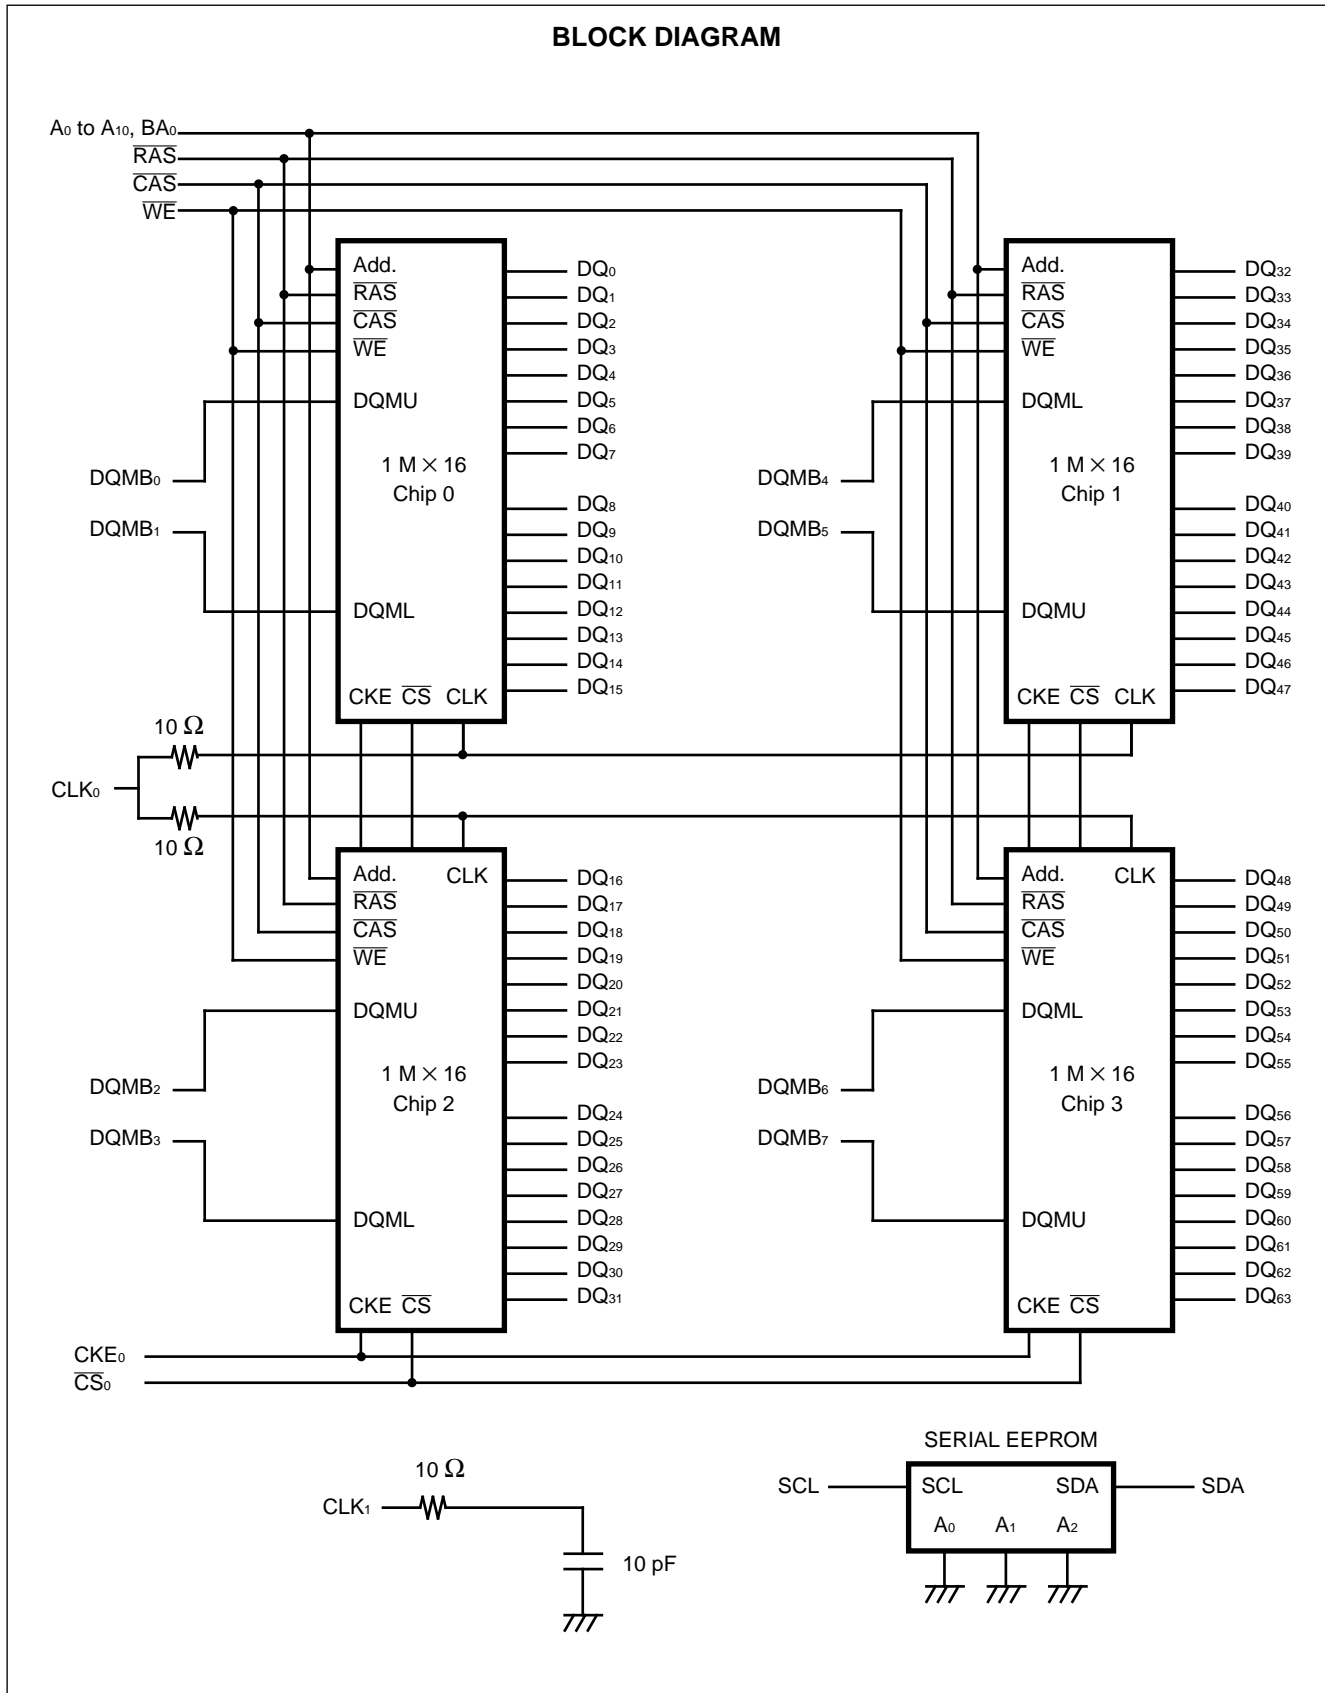 BLOCK DIAGRAM
A0 to A10, BA0
RAS
CAS
WE
Add.
RAS
CAS
WE
DQMU
1 M × 16
Chip 0
DQML
CKE CS CLK
DQMB0
DQMB1
DQ0
DQ1
DQ2
DQ3
DQ4
DQ5
DQ6
DQ7
DQ8
DQ9
DQ10
DQ11
DQ12
DQ13
DQ14
DQ15
Add.
RAS
CAS
WE
DQML
1 M × 16
Chip 1
DQMU
CKE CS CLK
DQMB4
DQMB5
DQ32
DQ33
DQ34
DQ35
DQ36
DQ37
DQ38
DQ39
DQ40
DQ41
DQ42
DQ43
DQ44
DQ45
DQ46
DQ47
10 Ω
CLK0
10 Ω
Add. CLK
RAS
CAS
WE
DQMU
1 M × 16
Chip 2
DQML
CKE CS
DQMB2
DQMB3
DQ16
DQ17
DQ18
DQ19
DQ20
DQ21
DQ22
DQ23
DQ24
DQ25
DQ26
DQ27
DQ28
DQ29
DQ30
DQ31
Add. CLK
RAS
CAS
WE
DQML
1 M × 16
Chip 3
DQMU
CKE CS
DQMB6
DQMB7
DQ48
DQ49
DQ50
DQ51
DQ52
DQ53
DQ54
DQ55
DQ56
DQ57
DQ58
DQ59
DQ60
DQ61
DQ62
DQ63
CKE0
CS0
10 Ω
CLK1
10 pF
SERIAL EEPROM
SCL SCL SDA SDA
A0 A1 A2